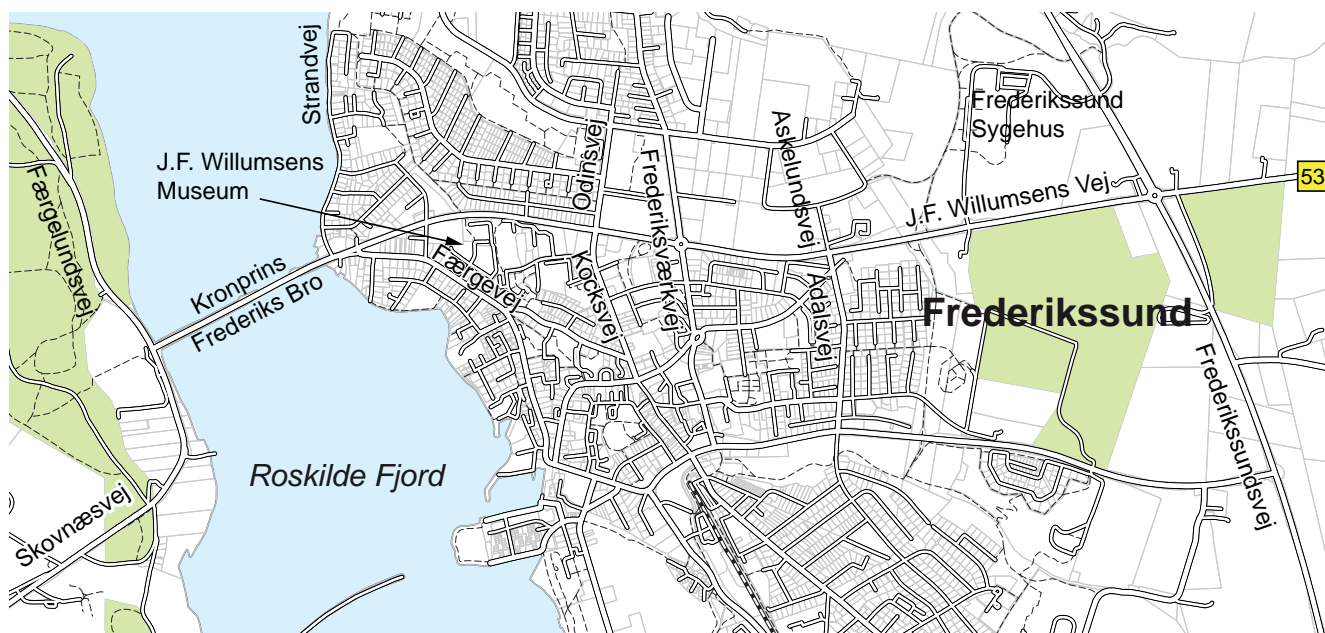 Strandvej
Odinsvej
Askelundsvej
Frederikssund
Sygehus
J.F. Willumsens
Museum
Færgelundsvej
Frederiksværkvej
53
J.F. Willumsens Vej
Kronprins
Frederiks Bro
Færgevej
Kocksvej
Ådalsvej
Frederikssund
Frederikssundsvej
Roskilde Fjord
Skovnæsvej